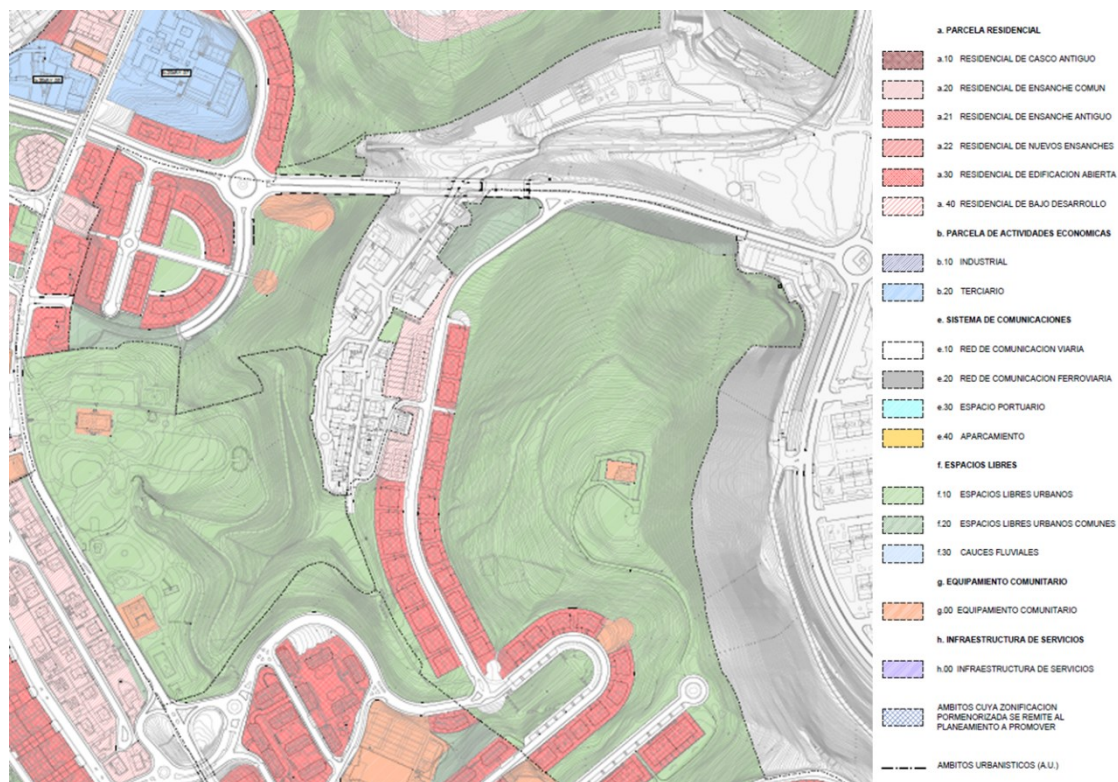 a. PARCELA RESIDENCIAL
a.10 RESIDENCIAL DE CASCO ANTIGUO
a.20 RESIDENCIAL DE ENSANCHE COMUN
a.21 RESIDENCIAL DE ENSANCHE ANTIGUO
a.22 RESIDENCIAL DE NUEVOS ENSANCHES
a.30 RESIDENCIAL DE EDIFICACION ABIERTA
a. 40 RESIDENCIAL DE BAJO DESARROLLO
b. PARCELA DE ACTIVIDADES ECONOMICAS
b.10 INDUSTRIAL
b.20 TERCIARIO
e. SISTEMA DE COMUNICACIONES
e.10 RED DE COMUNICACION VIARIA
e.20 RED DE COMUNICACION FERROVIARIA
e.30 ESPACIO PORTUARIO
e.40 APARCAMIENTO
f. ESPACIOS LIBRES
f.10 ESPACIOS LIBRES URBANOS
f.20 ESPACIOS LIBRES URBANOS COMUNES
f.30 CAUCES FLUVIALES
g. EQUIPAMIENTO COMUNITARIO
g.00 EQUIPAMIENTO COMUNITARIO
h. INFRAESTRUCTURA DE SERVICIOS
h.00 INFRAESTRUCTURA DE SERVICIOS
AMBITOS CUYA ZONIFICACION
PORMENORIZADA SE REMITE AL
PLANEAMIENTO A PROMOVER
AMBITOS URBANISTICOS (A.U.)